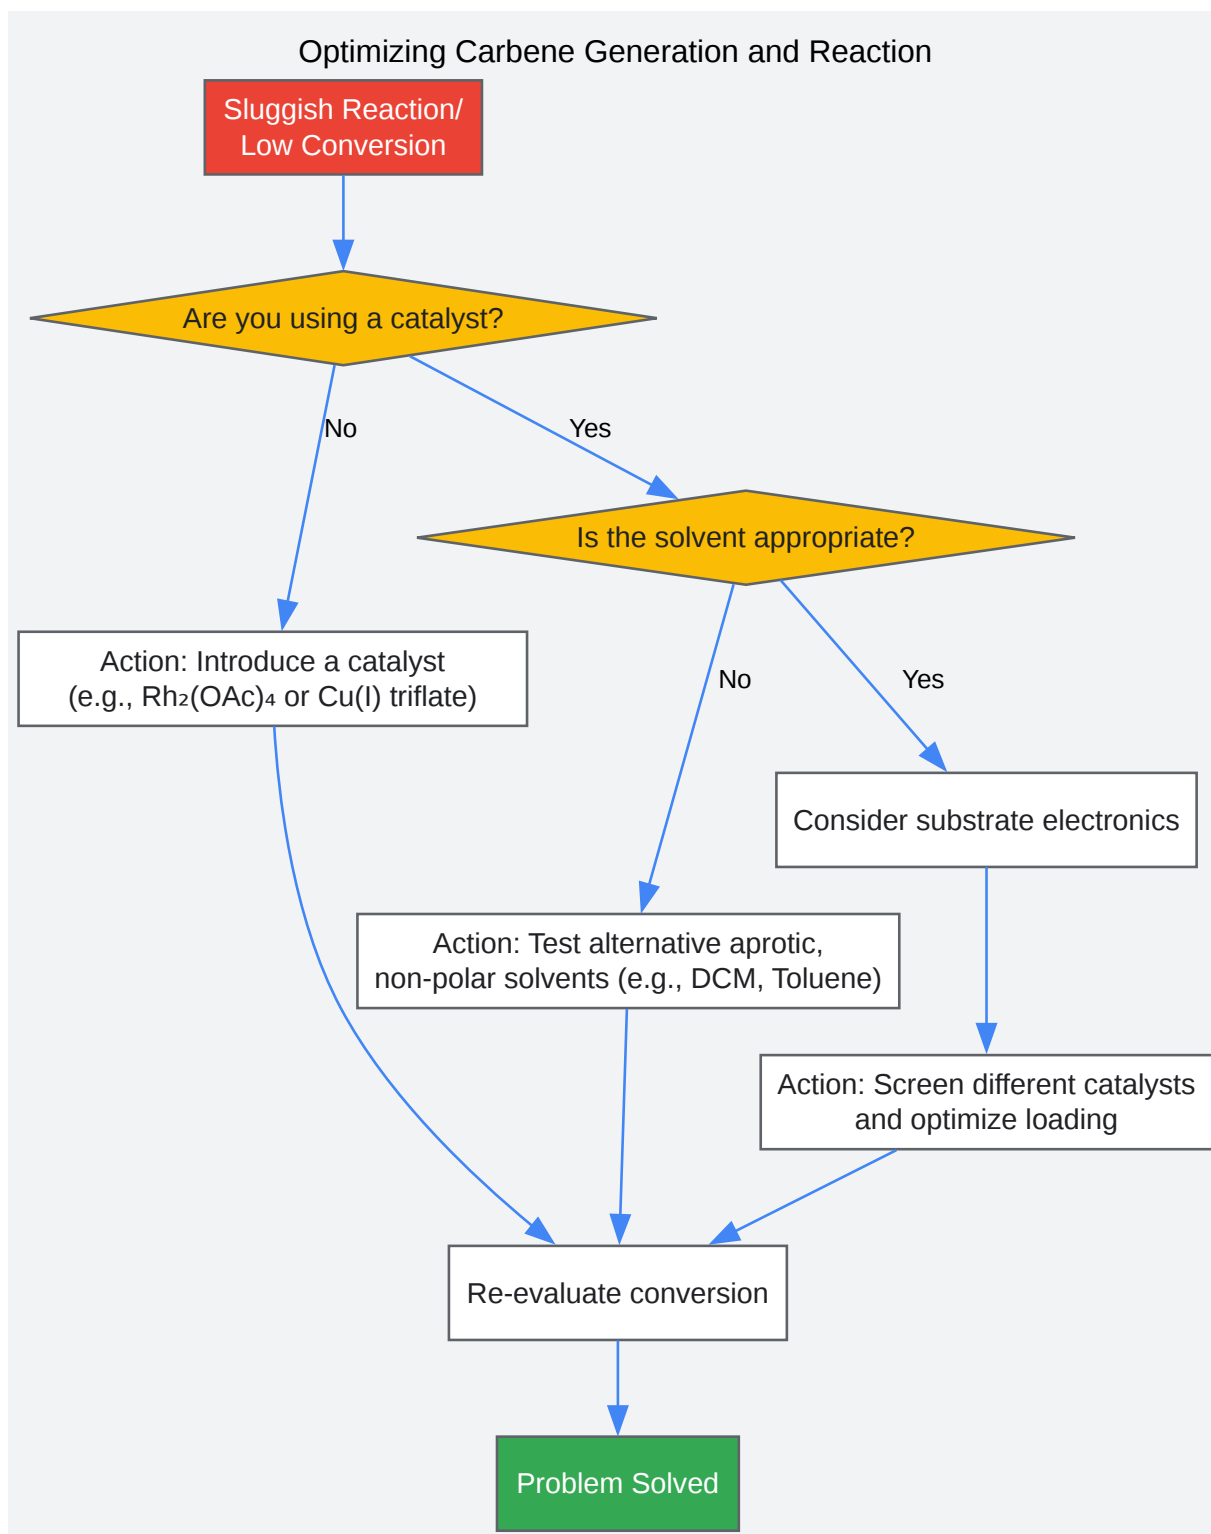 Optimizing Carbene Generation and Reaction
Sluggish Reaction/
Low Conversion
Are you using a catalyst?
No
Yes
Is the solvent appropriate?
Action: Introduce a catalyst
(e.g., Rh₂(OAc)₄ or Cu(I) triflate)
No
Yes
Consider substrate electronics
Action: Test alternative aprotic,
non-polar solvents (e.g., DCM, Toluene)
Action: Screen different catalysts
and optimize loading
Re-evaluate conversion
Problem Solved